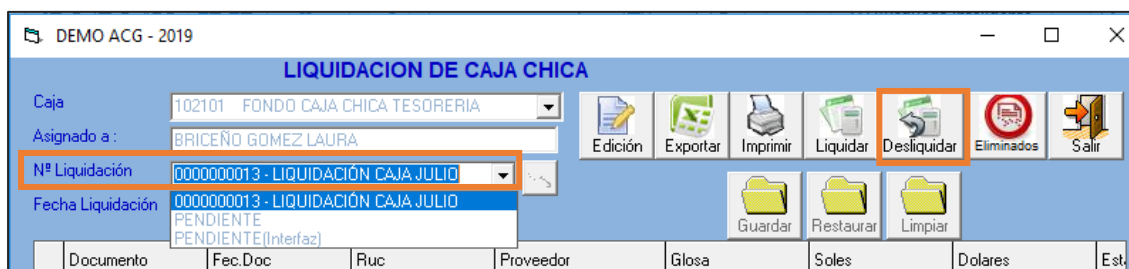 DEMO ACG - 2019
LIQUIDACION DE CAJA CHICA
Caja
102101 FONDO CAJA CHICA TESORERIA
Asignado a :
BRICEÑO GOMEZ LAURA
Edición
Exportar
Imprimir
Liquidar
Desliquidar
Eliminados
Salir
Nº Liquidación
0000000013 - LIQUIDACIÓN CAJA JULIO
0000000013 - LIQUIDACIÓN CAJA JULIO
PENDIENTE
PENDIENTE(Interfaz)
Fecha Liquidación
Guardar
Restaurar
Limpiar
Documento
Fec.Doc
Ruc
Proveedor
Glosa
Soles
Dolares